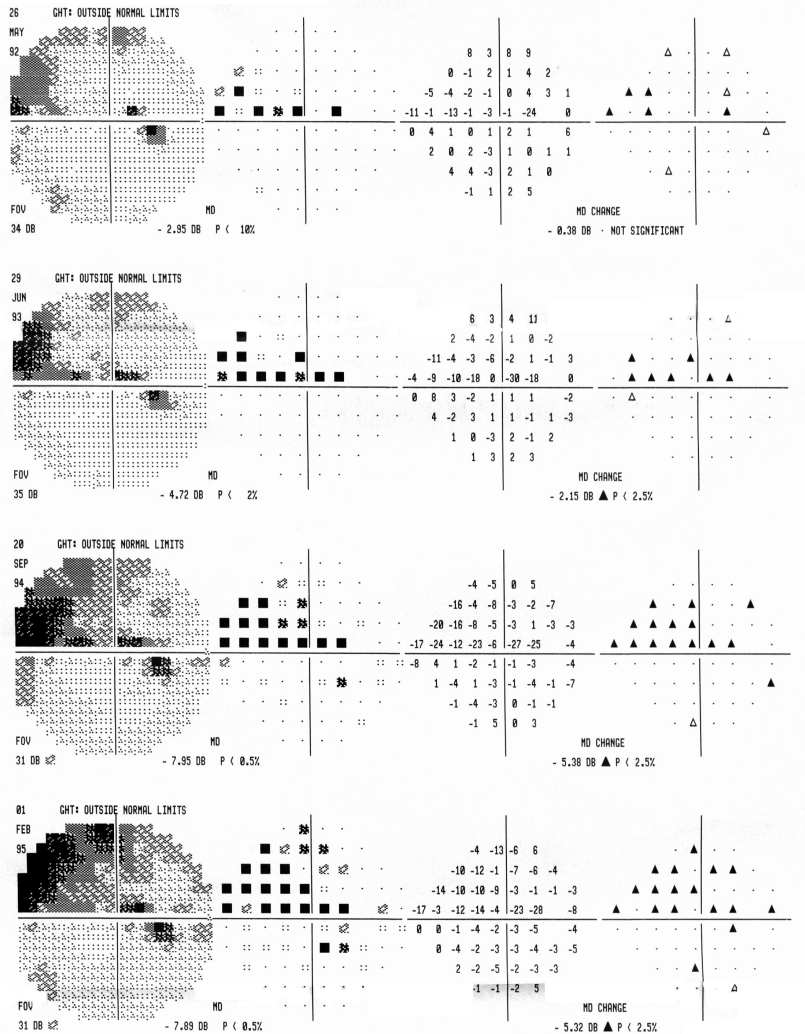 26 GHT: OUTSIDE NORMAL LIMITS
MAY
92
8 3 8 9
0 -1 2 1 4 2
-5 -4 -2 -1 0 4 3 1
-11 -1 -13 -1 -3 -1 -24 0
0 4 1 0 1 2 1 6
2 0 2 -3 1 0 1 1
4 4 -3 2 1 0
-1 1 2 5
FOV MD MD CHANGE
34 DB - 2.95 DB P < 10% - 0.38 DB · NOT SIGNIFICANT
29 GHT: OUTSIDE NORMAL LIMITS
JUN
93
6 3 4 11
2 -4 -2 1 0 -2
-11 -4 -3 -6 -2 1 -1 3
-4 -9 -10 -18 0 -30 -18 0
0 8 3 -2 1 1 1 -2
4 -2 3 1 1 -1 1 -3
1 0 -3 2 -1 2
1 3 2 3
FOV MD MD CHANGE
35 DB - 4.72 DB P < 2% - 2.15 DB ▲ P < 2.5%
20 GHT: OUTSIDE NORMAL LIMITS
SEP
94
-4 -5 0 5
-16 -4 -8 -3 -2 -7
-20 -16 -8 -5 -3 1 -3 -3
-17 -24 -12 -23 -6 -27 -25 -4
-8 4 1 -2 -1 -1 -3 -4
1 -4 1 -3 -1 -4 -1 -7
-1 -4 -3 0 -1 -1
-1 5 0 3
FOV MD MD CHANGE
31 DB - 7.95 DB P < 0.5% - 5.38 DB ▲ P < 2.5%
01 GHT: OUTSIDE NORMAL LIMITS
FEB
95
-4 -13 -6 6
-10 -12 -1 -7 -6 -4
-14 -10 -10 -9 -3 -1 -1 -3
-17 -3 -12 -14 -4 -23 -28 -8
0 0 -1 -4 -2 -3 -5 -4
0 -4 -2 -3 -3 -4 -3 -5
2 -2 -5 -2 -3 -3
-1 -1 -2 5
FOV MD MD CHANGE
31 DB - 7.89 DB P < 0.5% - 5.32 DB ▲ P < 2.5%